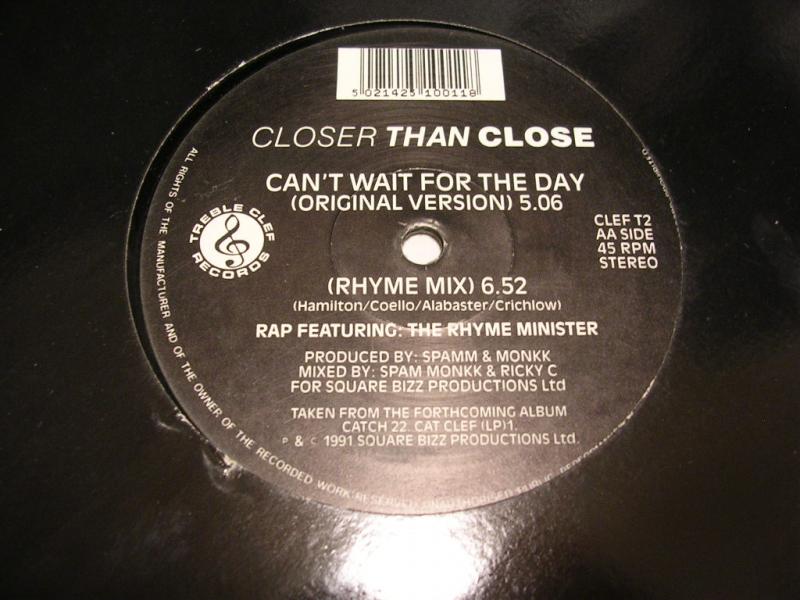 5 021425 100118
CLOSER THAN CLOSE
CAN'T WAIT FOR THE DAY
(ORIGINAL VERSION) 5.06
TREBLE CLEF
RECORDS
CLEF T2
AA SIDE
45 RPM
STEREO
(RHYME MIX) 6.52
(Hamilton/Coello/Alabaster/Crichlow)
RAP FEATURING: THE RHYME MINISTER
PRODUCED BY: SPAMM & MONKK
MIXED BY: SPAM MONKK & RICKY C
FOR SQUARE BIZZ PRODUCTIONS Ltd
TAKEN FROM THE FORTHCOMING ALBUM
CATCH 22. CAT CLEF (LP)1.
P & C 1991 SQUARE BIZZ PRODUCTIONS Ltd.
ALL RIGHTS OF THE MANUFACTURER AND OF THE OWNER OF THE RECORDED WORK RESERVED